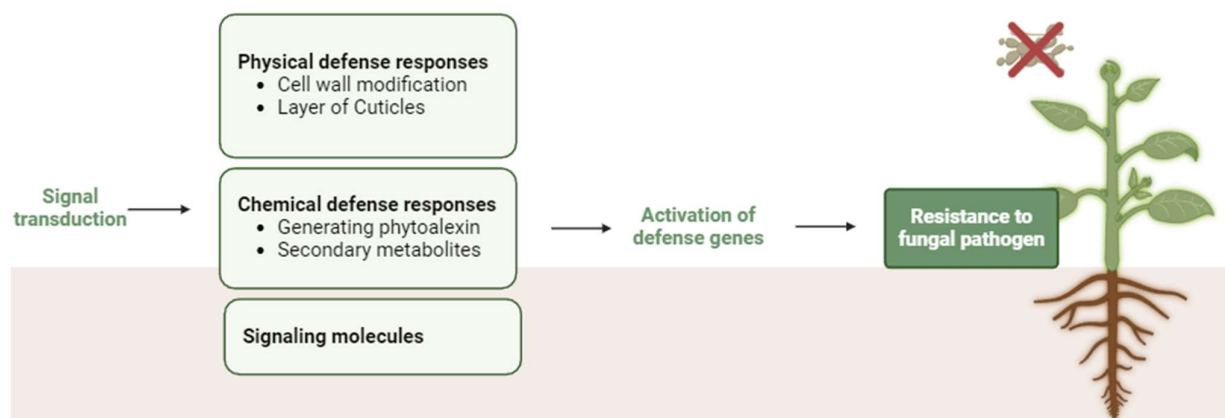 Physical defense responses
• Cell wall modification
• Layer of Cuticles
Signal
transduction
Chemical defense responses
• Generating phytoalexin
• Secondary metabolites
Signaling molecules
Activation of
defense genes
Resistance to
fungal pathogen